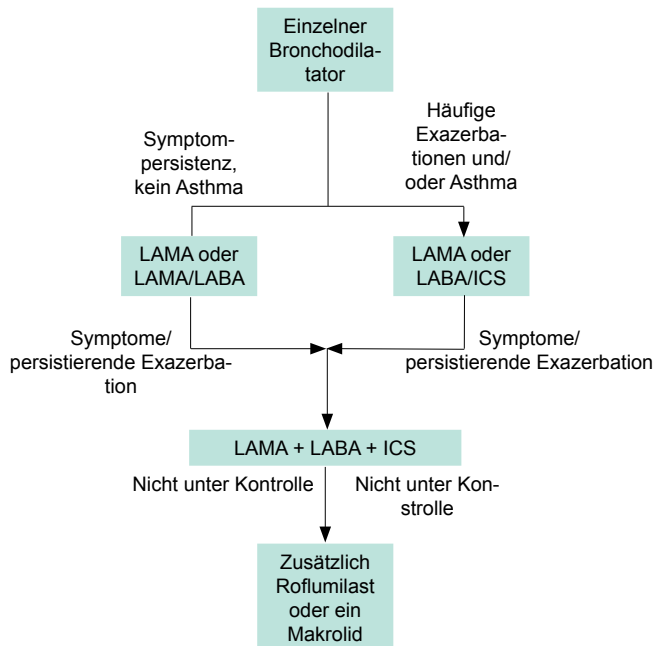 Einzelner
Bronchodila-
tator
Symptom-
persistenz,
kein Asthma
Häufige
Exazerba-
tionen und/
oder Asthma
LAMA oder
LAMA/LABA
LAMA oder
LABA/ICS
Symptome/
persistierende Exazerba-
tion
Symptome/
persistierende Exazerbation
LAMA + LABA + ICS
Nicht unter Kontrolle
Nicht unter Kon-
strolle
Zusätzlich
Roflumilast
oder ein
Makrolid